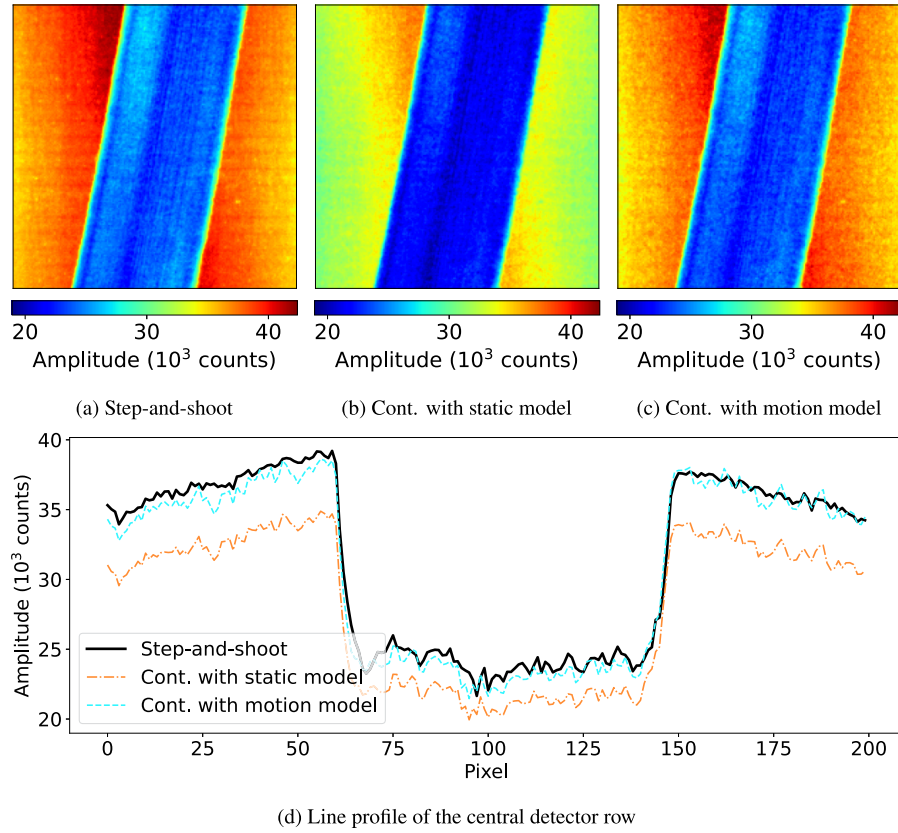 20 30 40
Amplitude (10³ counts)
(a) Step-and-shoot
20 30 40
Amplitude (10³ counts)
(b) Cont. with static model
20 30 40
Amplitude (10³ counts)
(c) Cont. with motion model
40
35
30
25
20
Amplitude (10³ counts)
Step-and-shoot
Cont. with static model
Cont. with motion model
0 25 50 75 100 125 150 175 200
Pixel
(d) Line profile of the central detector row